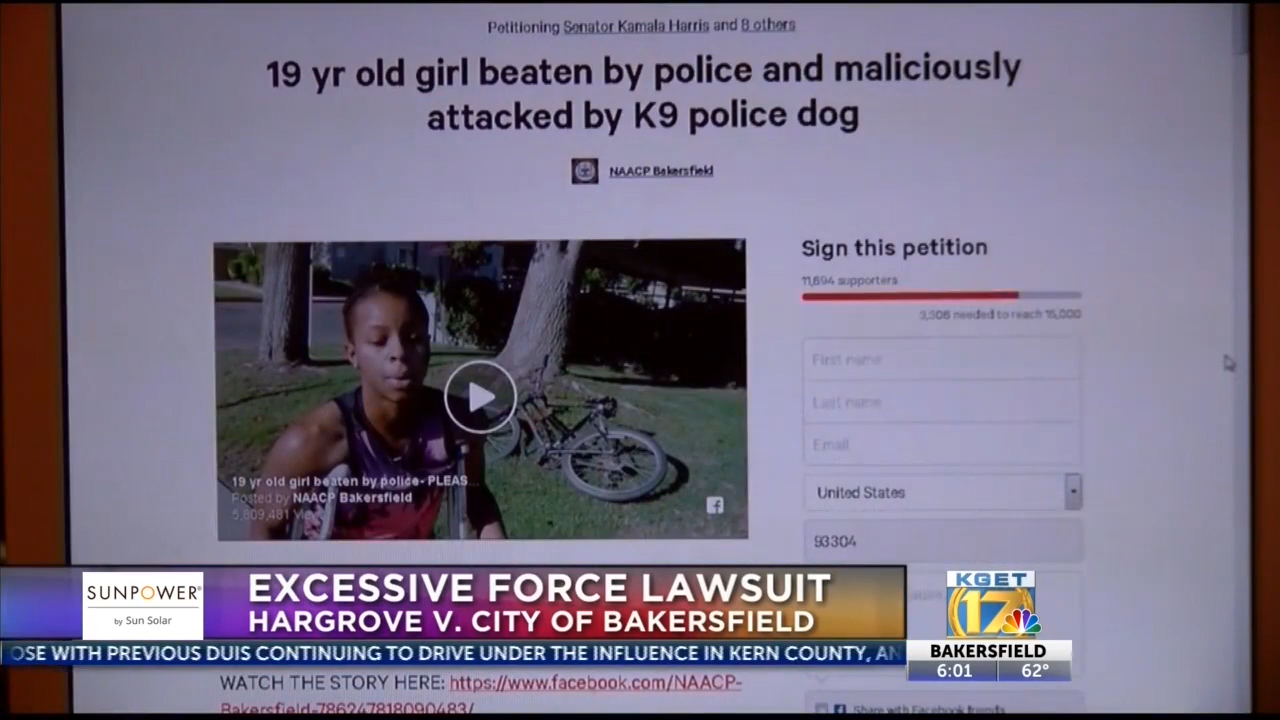 Petitioning Senator Kamala Harris and 8 others
19 yr old girl beaten by police and maliciously
attacked by K9 police dog
NAACP Bakersfield
Sign this petition
11,694 supporters
3,306 needed to reach 15,000
First name
Last name
Email
United States
93304
19 yr old girl beaten by police- PLEAS...
Posted by NAACP Bakersfield
5,809,481 Views
SUNPOWER®
by Sun Solar
EXCESSIVE FORCE LAWSUIT
HARGROVE V. CITY OF BAKERSFIELD
KGET
17
BAKERSFIELD
6:01 62°
OSE WITH PREVIOUS DUIS CONTINUING TO DRIVE UNDER THE INFLUENCE IN KERN COUNTY, AN
WATCH THE STORY HERE: https://www.facebook.com/NAACP-
Bakersfield-786247818090483/
Share with Facebook friends